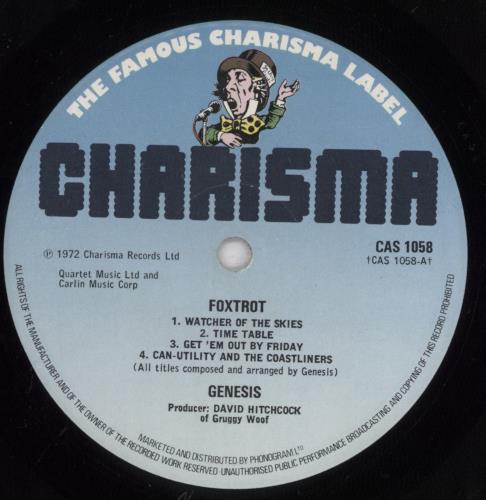 THE FAMOUS CHARISMA LABEL
CHARISMA
℗ 1972 Charisma Records Ltd
Quartet Music Ltd and
Carlin Music Corp
CAS 1058
†CAS 1058-A†
FOXTROT
1. WATCHER OF THE SKIES
2. TIME TABLE
3. GET 'EM OUT BY FRIDAY
4. CAN-UTILITY AND THE COASTLINERS
(All titles composed and arranged by Genesis)
GENESIS
Producer: DAVID HITCHCOCK
of Gruggy Woof
MARKETED AND DISTRIBUTED BY PHONOGRAM LTD
ALL RIGHTS OF THE MANUFACTURER AND OF THE OWNER OF THE RECORDED WORK RESERVED·UNAUTHORISED PUBLIC PERFORMANCE BROADCASTING AND COPYING OF THIS RECORD PROHIBITED